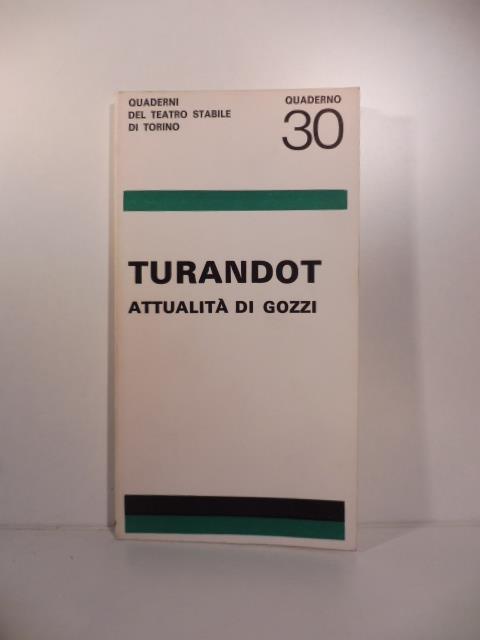 QUADERNI
DEL TEATRO STABILE
DI TORINO
QUADERNO
30
TURANDOT
ATTUALITÀ DI GOZZI